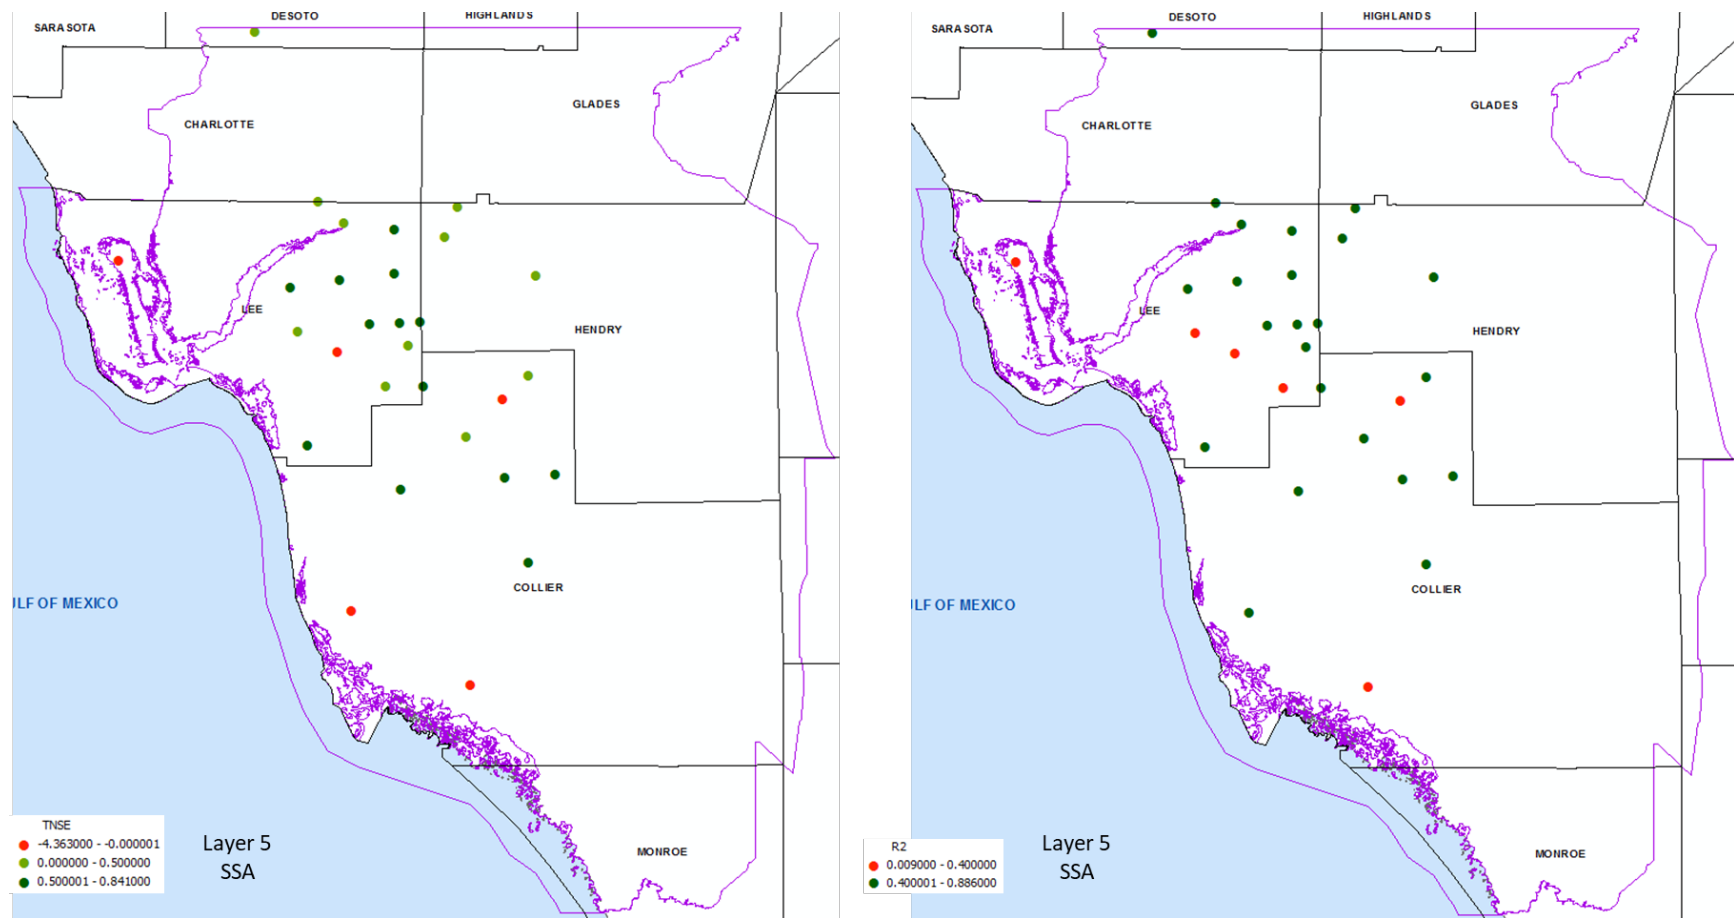 DESOTO
HIGHLANDS
SARASOTA
GLADES
CHARLOTTE
LEE
HENDRY
COLLIER
ULF OF MEXICO
MONROE
TNSE
-4.363000 - -0.000001
0.000000 - 0.500000
0.500001 - 0.841000
Layer 5
SSA
DESOTO
HIGHLANDS
SARASOTA
GLADES
CHARLOTTE
LEE
HENDRY
COLLIER
ULF OF MEXICO
MONROE
R2
0.009000 - 0.400000
0.400001 - 0.886000
Layer 5
SSA